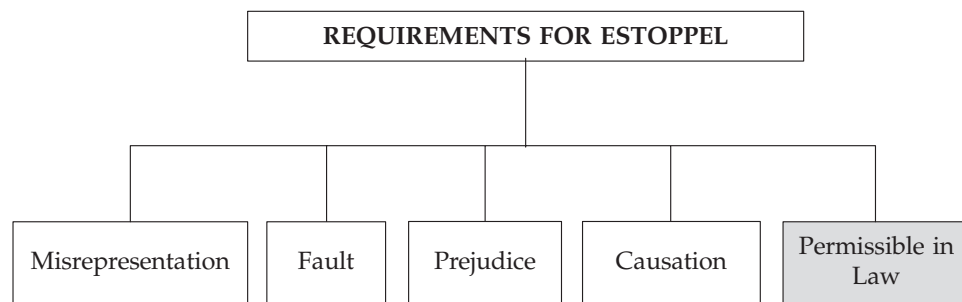 REQUIREMENTS FOR ESTOPPEL
Misrepresentation
Fault
Prejudice
Causation
Permissible in
Law